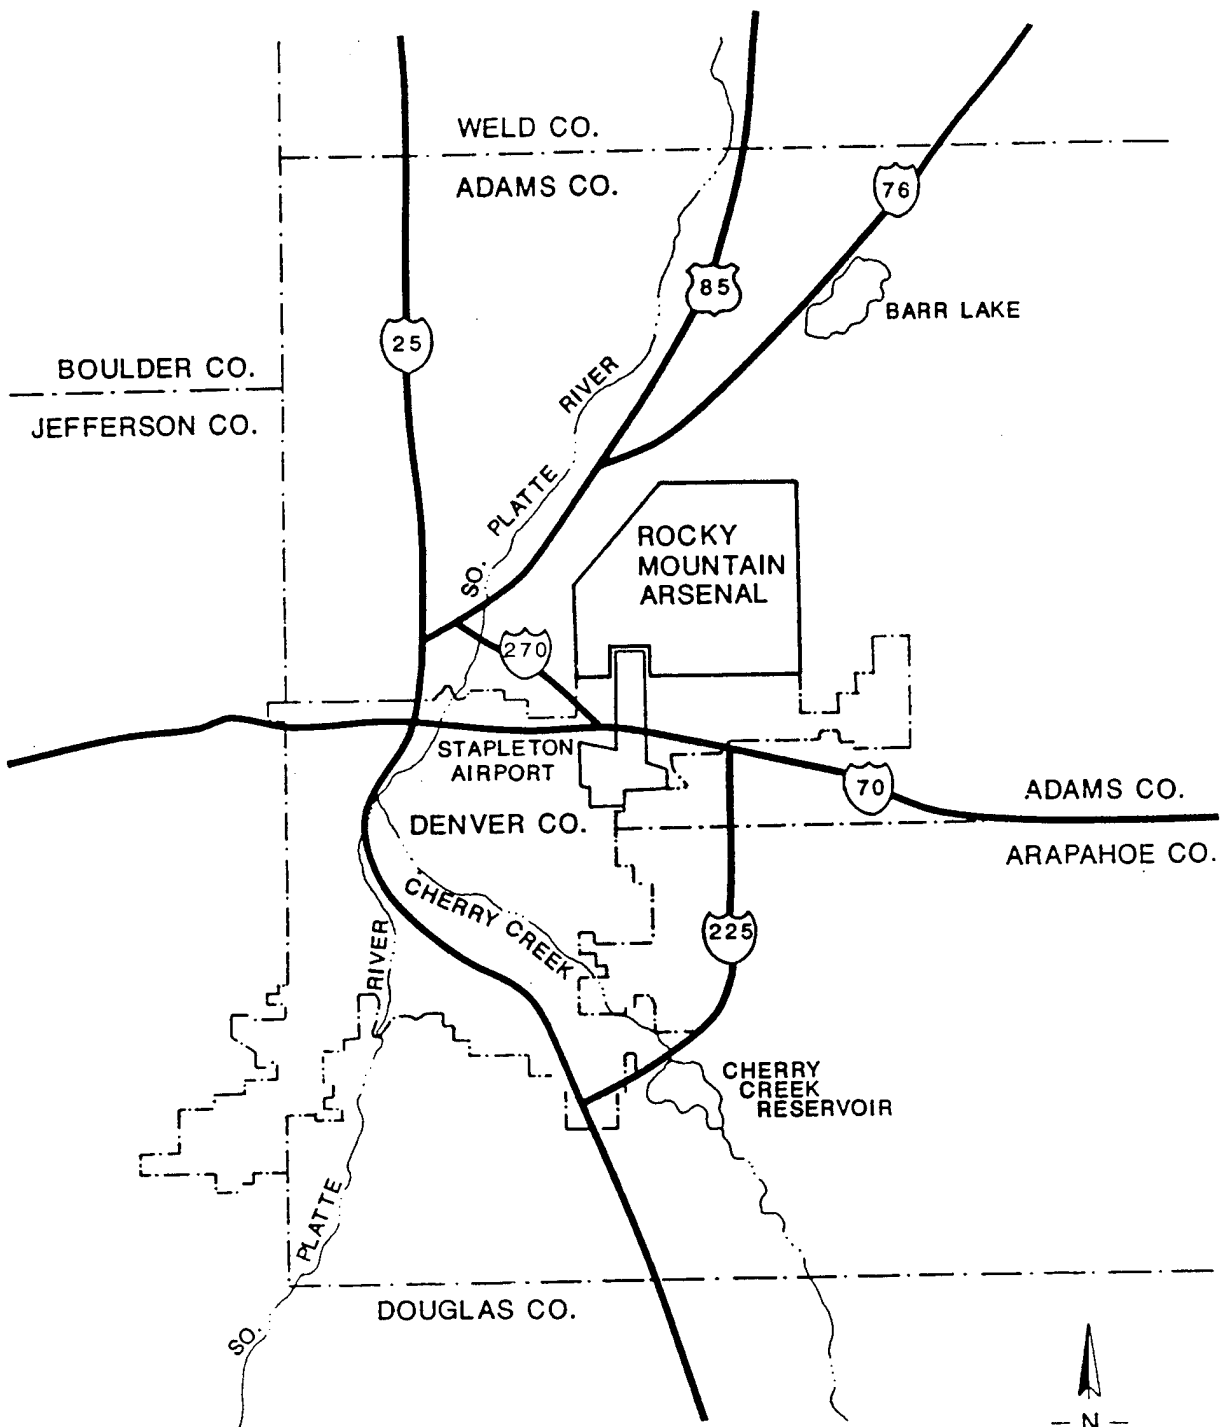 WELD CO.
ADAMS CO.
76
85
BARR LAKE
25
BOULDER CO.
JEFFERSON CO.
SO. PLATTE RIVER
ROCKY
MOUNTAIN
ARSENAL
270
STAPLETON
AIRPORT
70
ADAMS CO.
DENVER CO.
ARAPAHOE CO.
CHERRY CREEK
225
CHERRY
CREEK
RESERVOIR
SO. PLATTE RIVER
DOUGLAS CO.
N